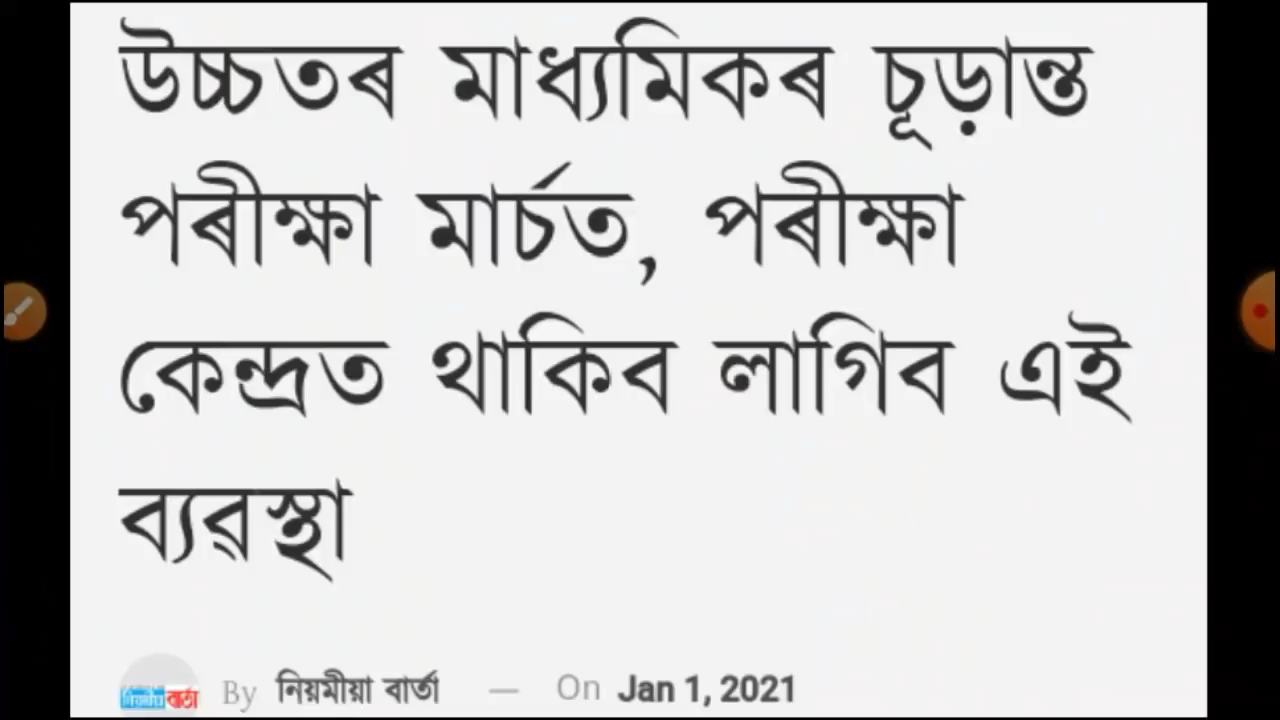 উচ্চতৰ মাধ্যমিকৰ চূড়ান্ত
পৰীক্ষা মাৰ্চত, পৰীক্ষা
কেন্দ্ৰত থাকিব লাগিব এই
ব্যৱস্থা
নিয়মীয়া বাৰ্তা By নিয়মীয়া বাৰ্তা — On Jan 1, 2021